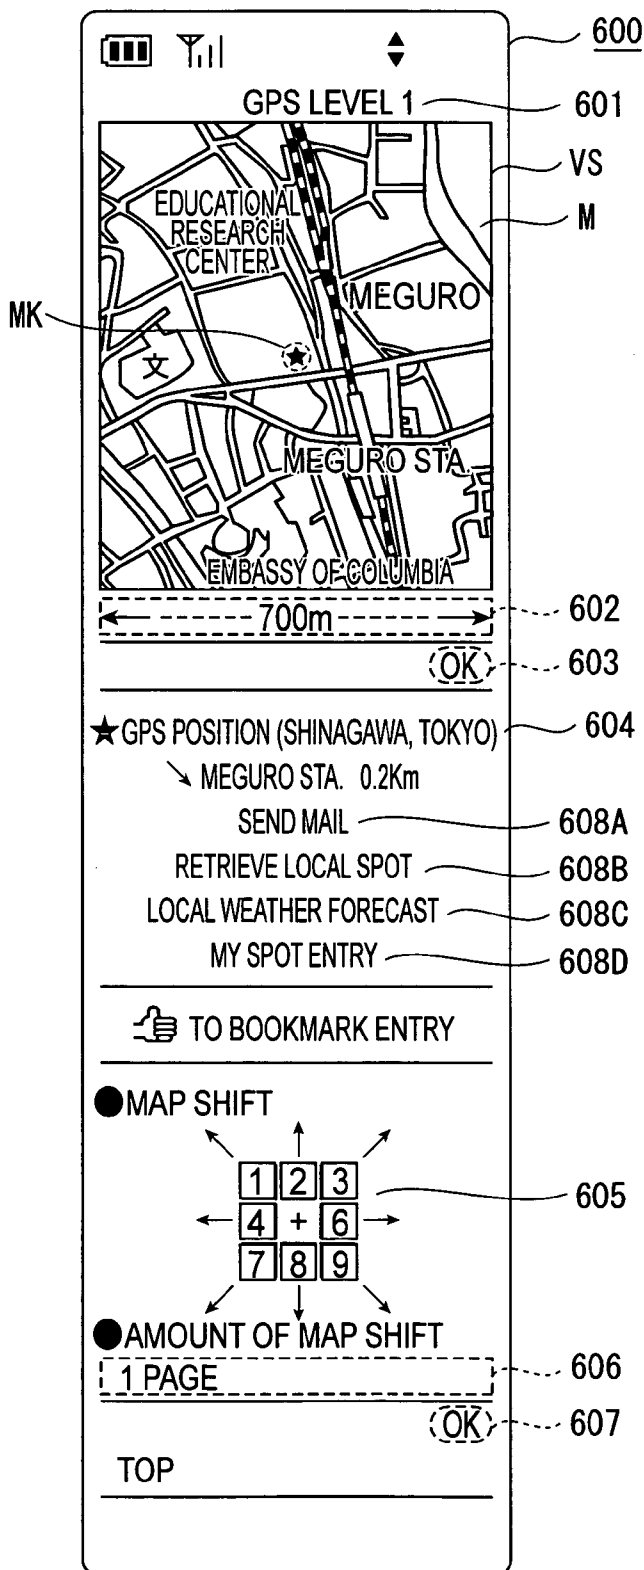 600
GPS LEVEL 1 601
VS
M
EDUCATIONAL
RESEARCH
CENTER
MEGURO
MK
文
MEGURO STA.
EMBASSY OF COLUMBIA
700m 602
OK 603
★GPS POSITION (SHINAGAWA, TOKYO) 604
↘ MEGURO STA. 0.2Km
SEND MAIL 608A
RETRIEVE LOCAL SPOT 608B
LOCAL WEATHER FORECAST 608C
MY SPOT ENTRY 608D
TO BOOKMARK ENTRY
●MAP SHIFT
1 2 3
605
4 + 6
7 8 9
●AMOUNT OF MAP SHIFT
1 PAGE 606
OK 607
TOP